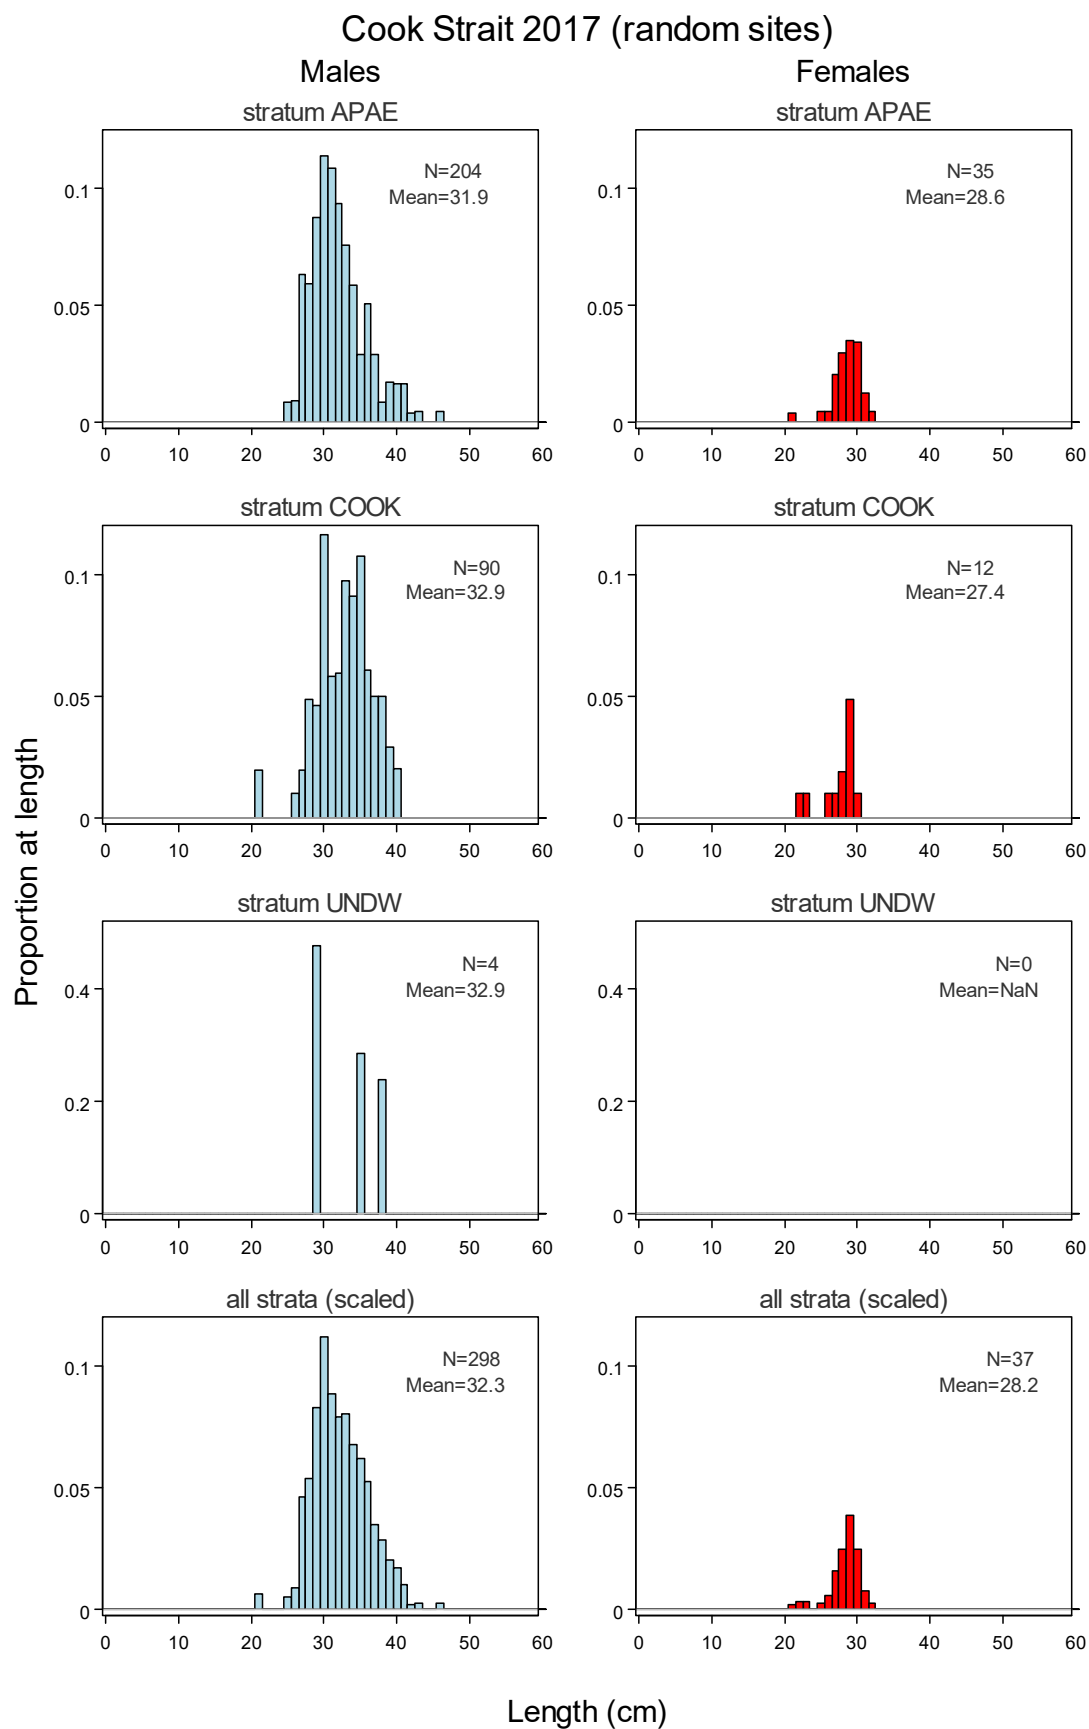 Cook Strait 2017 (random sites)
Males
Females
stratum APAE
stratum APAE
N=204
Mean=31.9
N=35
Mean=28.6
0.1
0.05
0
0 10 20 30 40 50 60
0.1
0.05
0
0 10 20 30 40 50 60
stratum COOK
stratum COOK
N=90
Mean=32.9
N=12
Mean=27.4
0.1
0.05
0
0 10 20 30 40 50 60
0.1
0.05
0
0 10 20 30 40 50 60
Proportion at length
stratum UNDW
stratum UNDW
N=4
Mean=32.9
N=0
Mean=NaN
0.4
0.2
0
0 10 20 30 40 50 60
0.4
0.2
0
0 10 20 30 40 50 60
all strata (scaled)
all strata (scaled)
N=298
Mean=32.3
N=37
Mean=28.2
0.1
0.05
0
0 10 20 30 40 50 60
0.1
0.05
0
0 10 20 30 40 50 60
Length (cm)